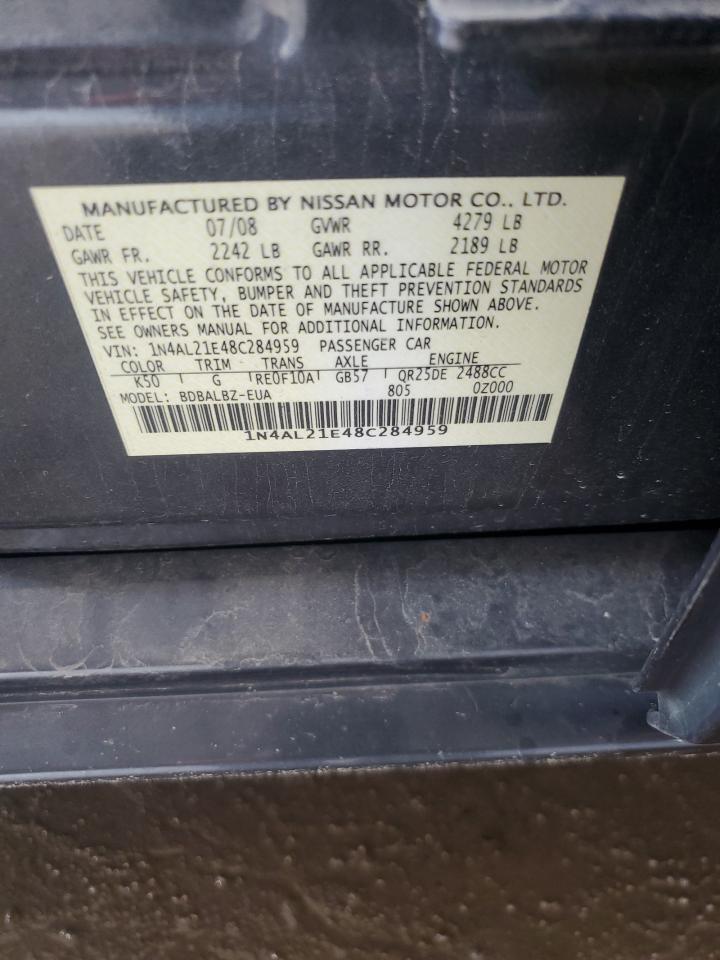 MANUFACTURED BY NISSAN MOTOR CO., LTD.
DATE 07/08 GVWR 4279 LB
GAWR FR. 2242 LB GAWR RR. 2189 LB
THIS VEHICLE CONFORMS TO ALL APPLICABLE FEDERAL MOTOR
VEHICLE SAFETY, BUMPER AND THEFT PREVENTION STANDARDS
IN EFFECT ON THE DATE OF MANUFACTURE SHOWN ABOVE.
SEE OWNERS MANUAL FOR ADDITIONAL INFORMATION.
VIN: 1N4AL21E48C284959 PASSENGER CAR
COLOR TRIM TRANS AXLE ENGINE
K50 G RE0F10A GB57 QR25DE 2488CC
MODEL: BDBALBZ-EUA 805 0Z000
1N4AL21E48C284959